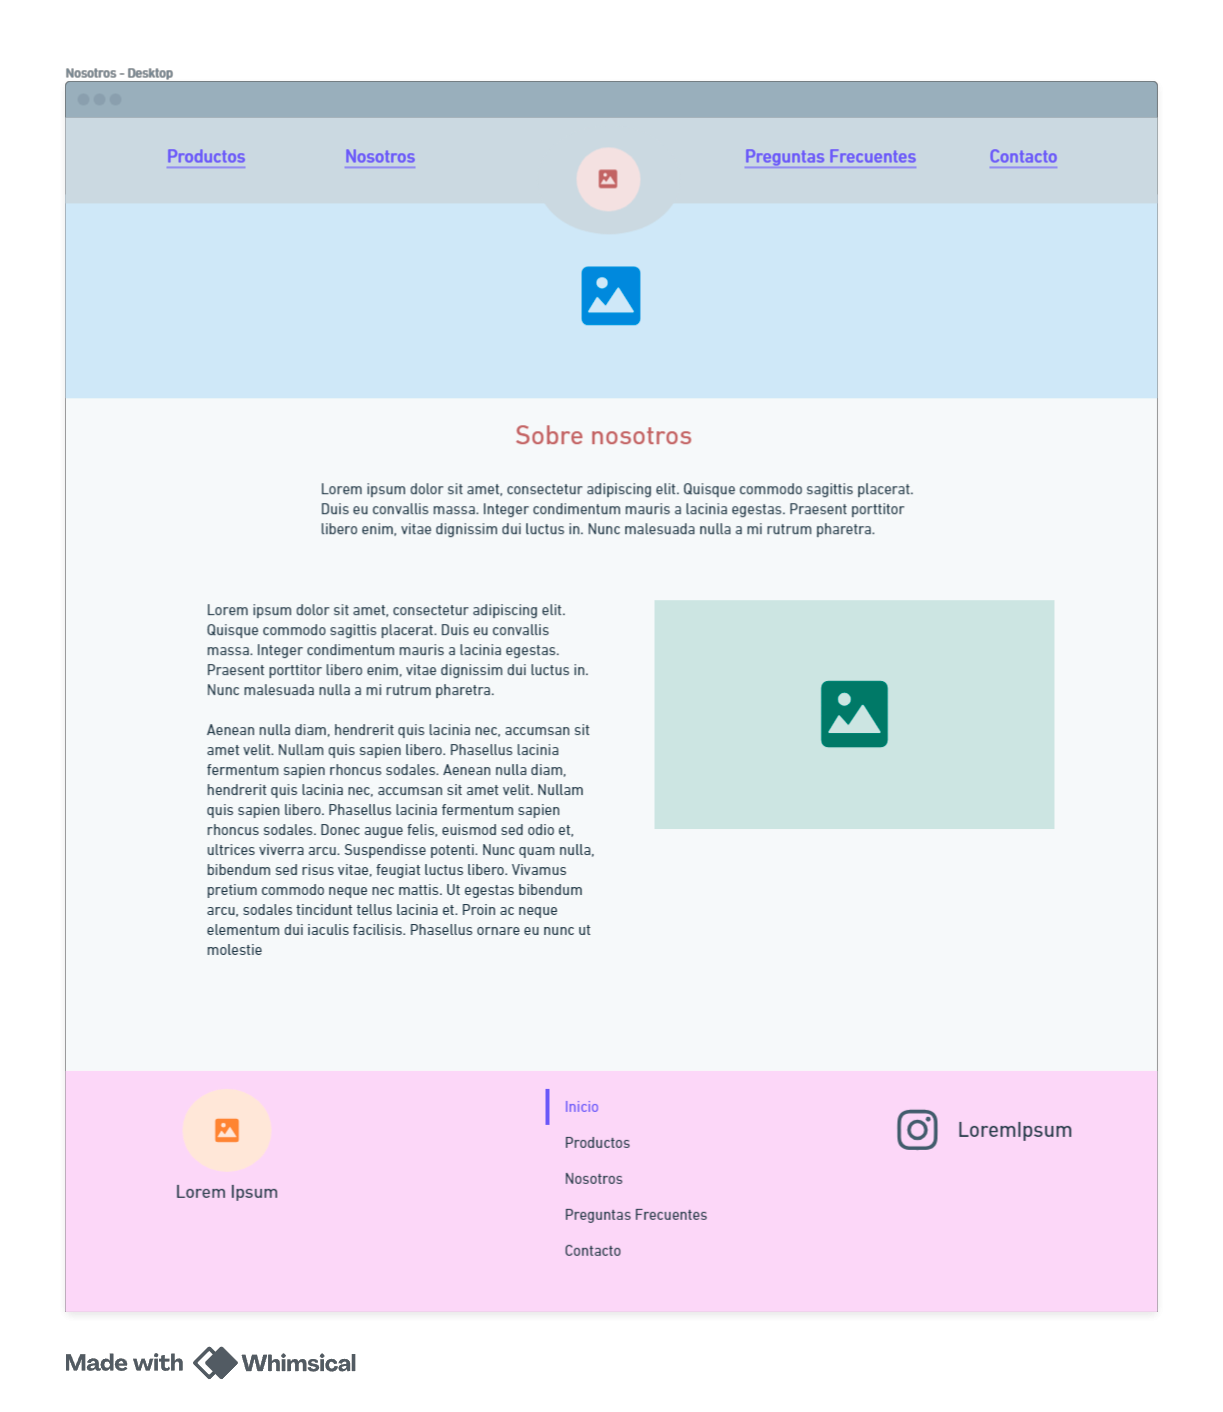 Nosotros - Desktop
Productos
Nosotros
Preguntas Frecuentes
Contacto
Sobre nosotros
Lorem ipsum dolor sit amet, consectetur adipiscing elit. Quisque commodo sagittis placerat.
Duis eu convallis massa. Integer condimentum mauris a lacinia egestas. Praesent porttitor
libero enim, vitae dignissim dui luctus in. Nunc malesuada nulla a mi rutrum pharetra.
Lorem ipsum dolor sit amet, consectetur adipiscing elit.
Quisque commodo sagittis placerat. Duis eu convallis
massa. Integer condimentum mauris a lacinia egestas.
Praesent porttitor libero enim, vitae dignissim dui luctus in.
Nunc malesuada nulla a mi rutrum pharetra.
Aenean nulla diam, hendrerit quis lacinia nec, accumsan sit
amet velit. Nullam quis sapien libero. Phasellus lacinia
fermentum sapien rhoncus sodales. Aenean nulla diam,
hendrerit quis lacinia nec, accumsan sit amet velit. Nullam
quis sapien libero. Phasellus lacinia fermentum sapien
rhoncus sodales. Donec augue felis, euismod sed odio et,
ultrices viverra arcu. Suspendisse potenti. Nunc quam nulla,
bibendum sed risus vitae, feugiat luctus libero. Vivamus
pretium commodo neque nec mattis. Ut egestas bibendum
arcu, sodales tincidunt tellus lacinia et. Proin ac neque
elementum dui iaculis facilisis. Phasellus ornare eu nunc ut
molestie
Lorem Ipsum
Inicio
Productos
Nosotros
Preguntas Frecuentes
Contacto
LoremIpsum
Made with Whimsical